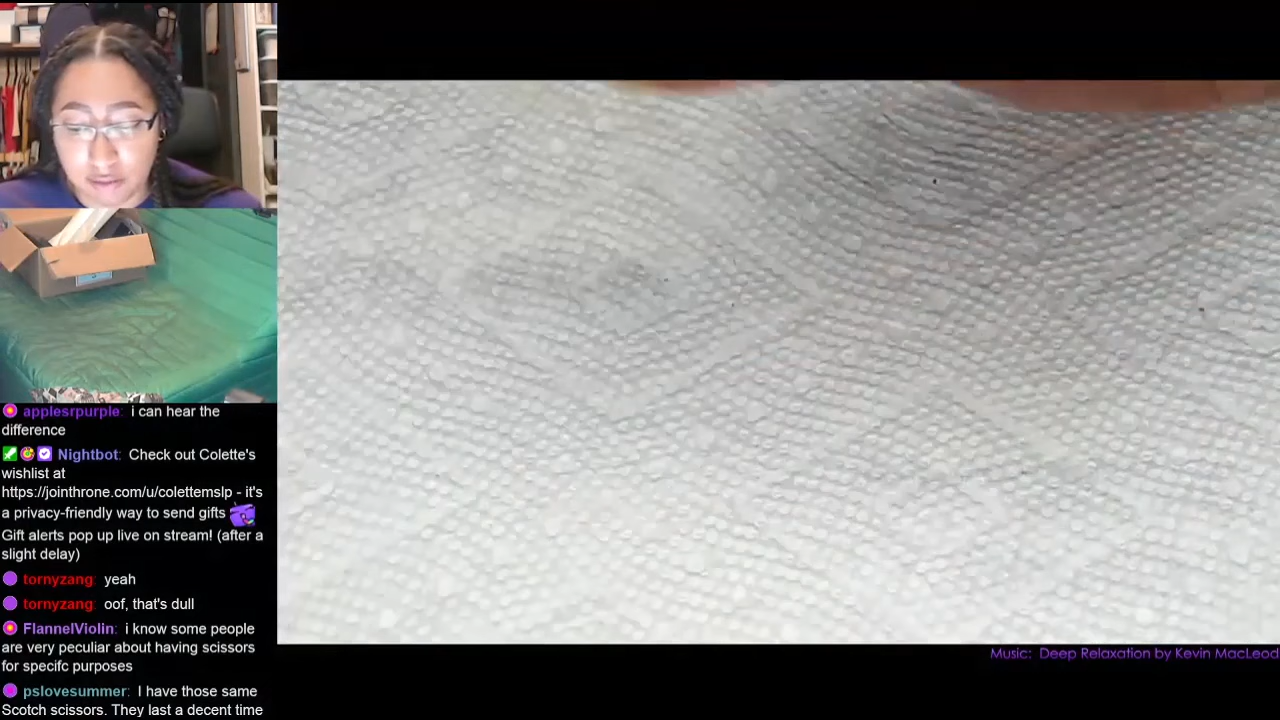 applesrpurple: i can hear the
difference
Nightbot: Check out Colette's
wishlist at
https://jointhrone.com/u/colettemslp - it's
a privacy-friendly way to send gifts
Gift alerts pop up live on stream! (after a
slight delay)
tornyzang: yeah
tornyzang: oof, that's dull
FlannelViolin: i know some people
are very peculiar about having scissors
for specifc purposes
pslovesummer: I have those same
Scotch scissors. They last a decent time
Music: Deep Relaxation by Kevin MacLeod